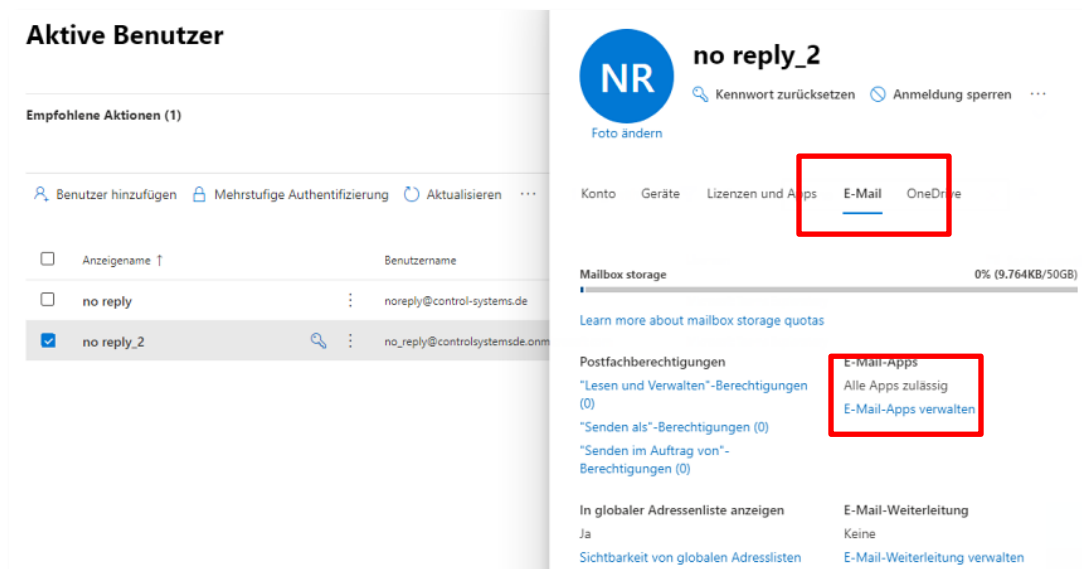 Aktive Benutzer
Empfohlene Aktionen (1)
Benutzer hinzufügen Mehrstufige Authentifizierung Aktualisieren ···
Anzeigename ↑ Benutzername
no reply noreply@control-systems.de
no reply_2 no_reply@controlsystemsde.onm
NR
no reply_2
Kennwort zurücksetzen Anmeldung sperren ···
Foto ändern
Konto Geräte Lizenzen und Apps E-Mail OneDrive
Mailbox storage 0% (9.764KB/50GB)
Learn more about mailbox storage quotas
Postfachberechtigungen
"Lesen und Verwalten"-Berechtigungen
(0)
"Senden als"-Berechtigungen (0)
"Senden im Auftrag von"-
Berechtigungen (0)
E-Mail-Apps
Alle Apps zulässig
E-Mail-Apps verwalten
In globaler Adressenliste anzeigen
Ja
Sichtbarkeit von globalen Adresslisten
E-Mail-Weiterleitung
Keine
E-Mail-Weiterleitung verwalten